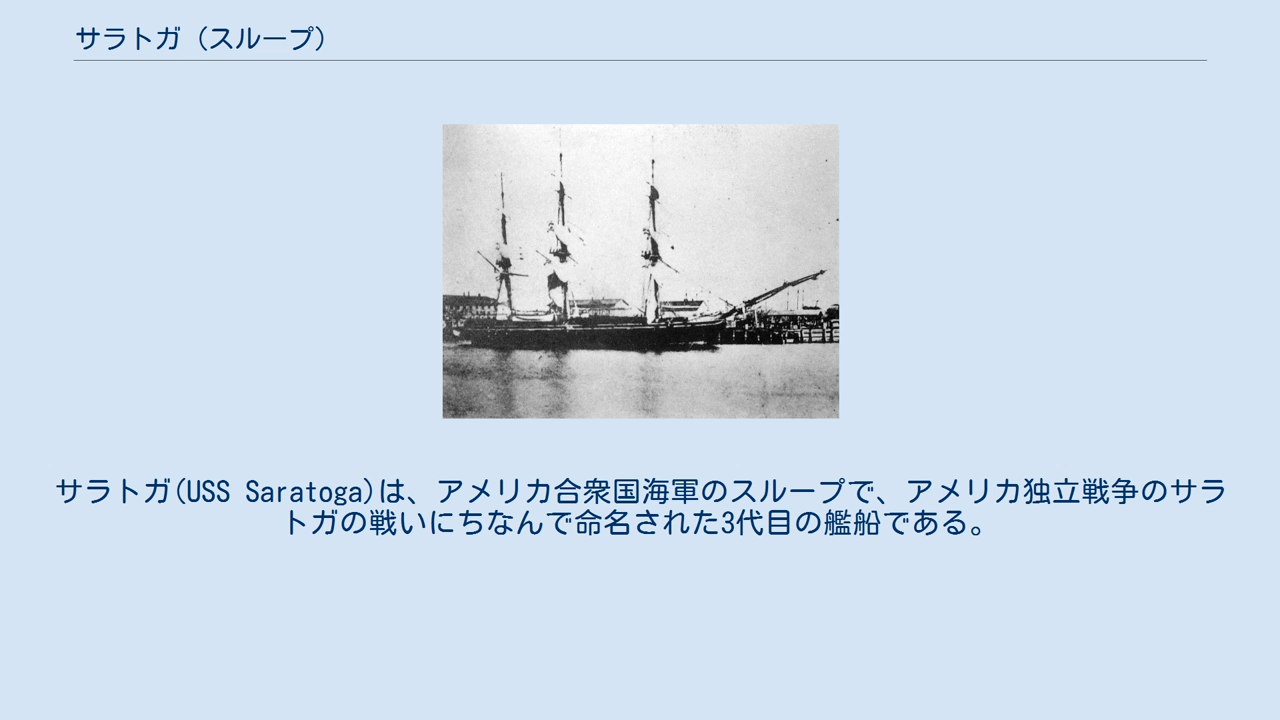 サラトガ（スループ）
サラトガ(USS Saratoga)は、アメリカ合衆国海軍のスループで、アメリカ独立戦争のサラ
トガの戦いにちなんで命名された3代目の艦船である。